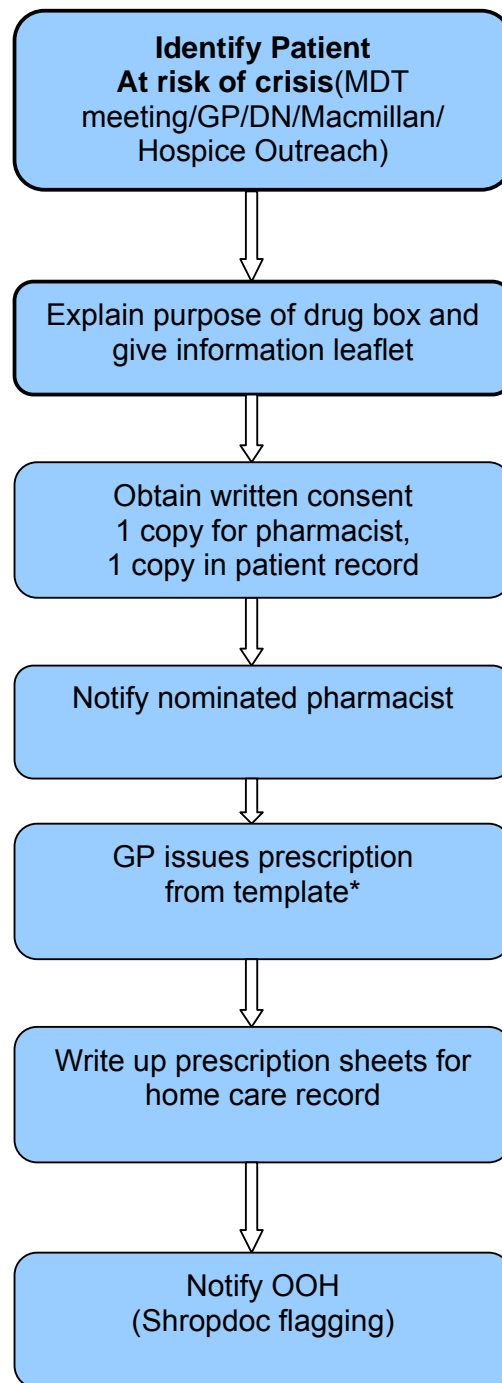 Identify Patient
At risk of crisis(MDT
meeting/GP/DN/Macmillan/
Hospice Outreach)
Explain purpose of drug box and
give information leaflet
Obtain written consent
1 copy for pharmacist,
1 copy in patient record
Notify nominated pharmacist
GP issues prescription
from template*
Write up prescription sheets for
home care record
Notify OOH
(Shropdoc flagging)